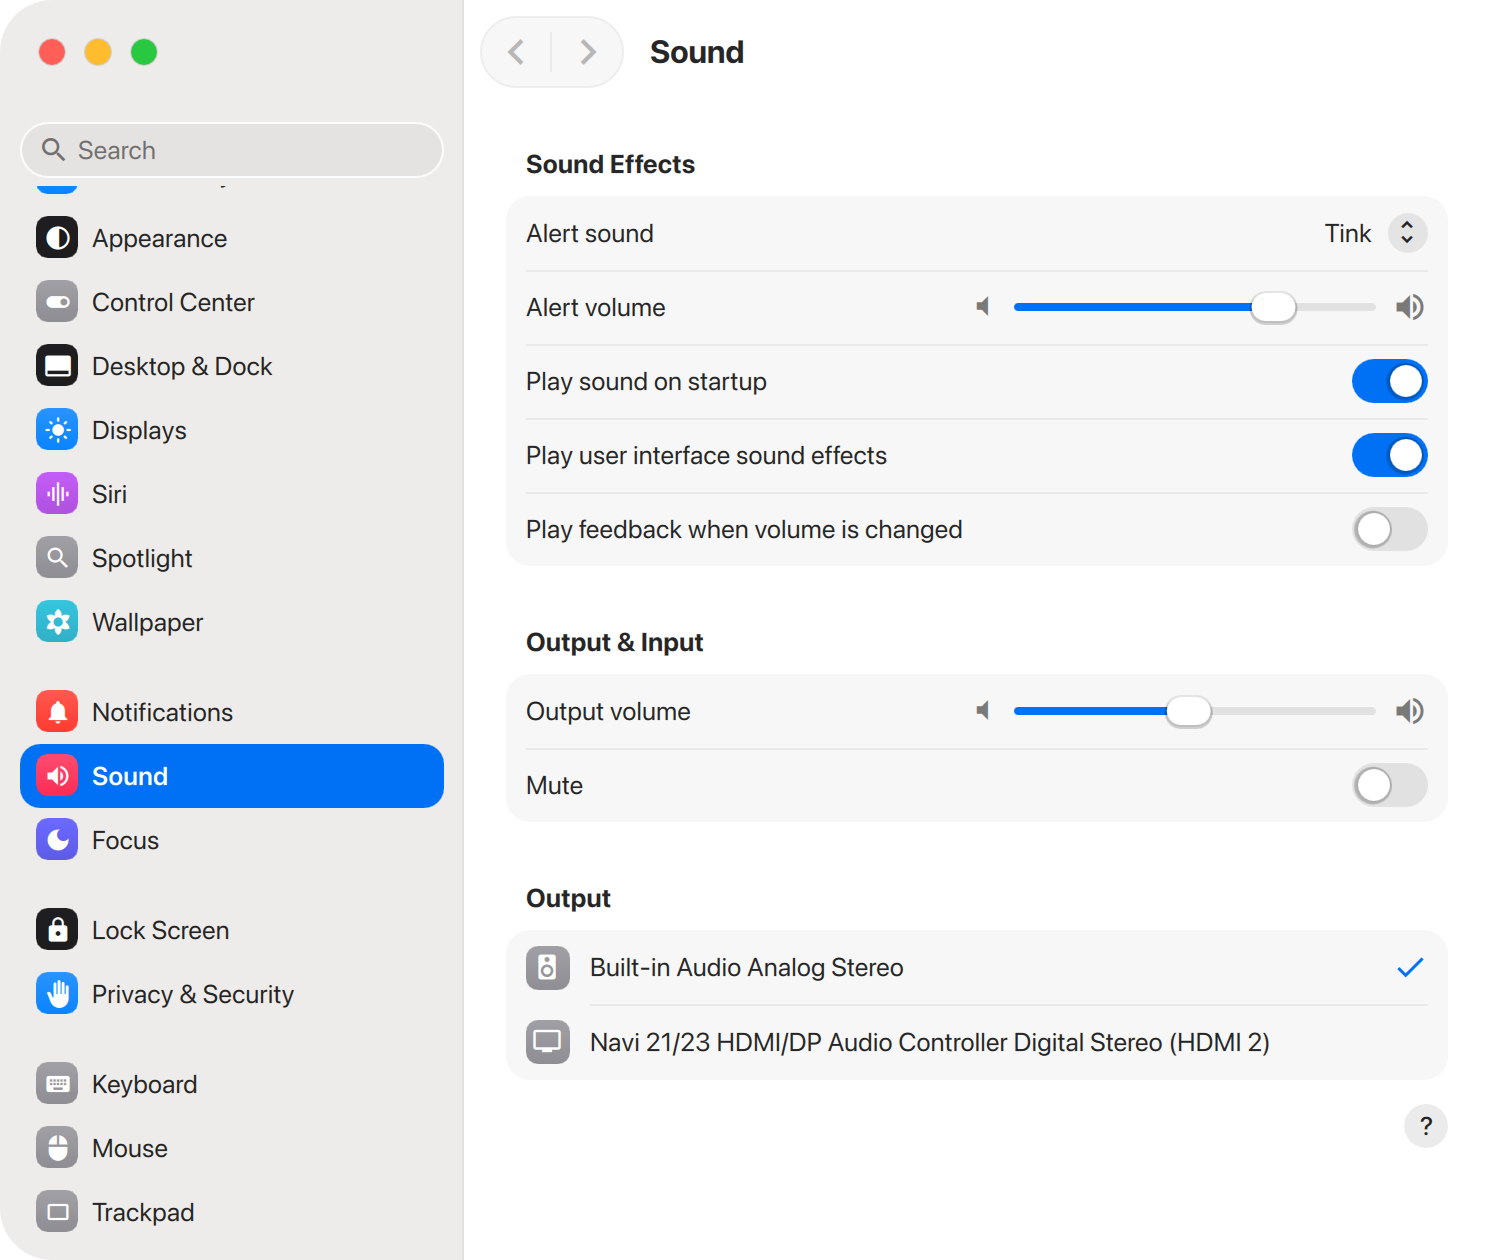 Search
Appearance
Control Center
Desktop & Dock
Displays
Siri
Spotlight
Wallpaper
Notifications
Sound
Focus
Lock Screen
Privacy & Security
Keyboard
Mouse
Trackpad
Sound
Sound Effects
Alert sound Tink
Alert volume
Play sound on startup
Play user interface sound effects
Play feedback when volume is changed
Output & Input
Output volume
Mute
Output
Built-in Audio Analog Stereo
Navi 21/23 HDMI/DP Audio Controller Digital Stereo (HDMI 2)
?